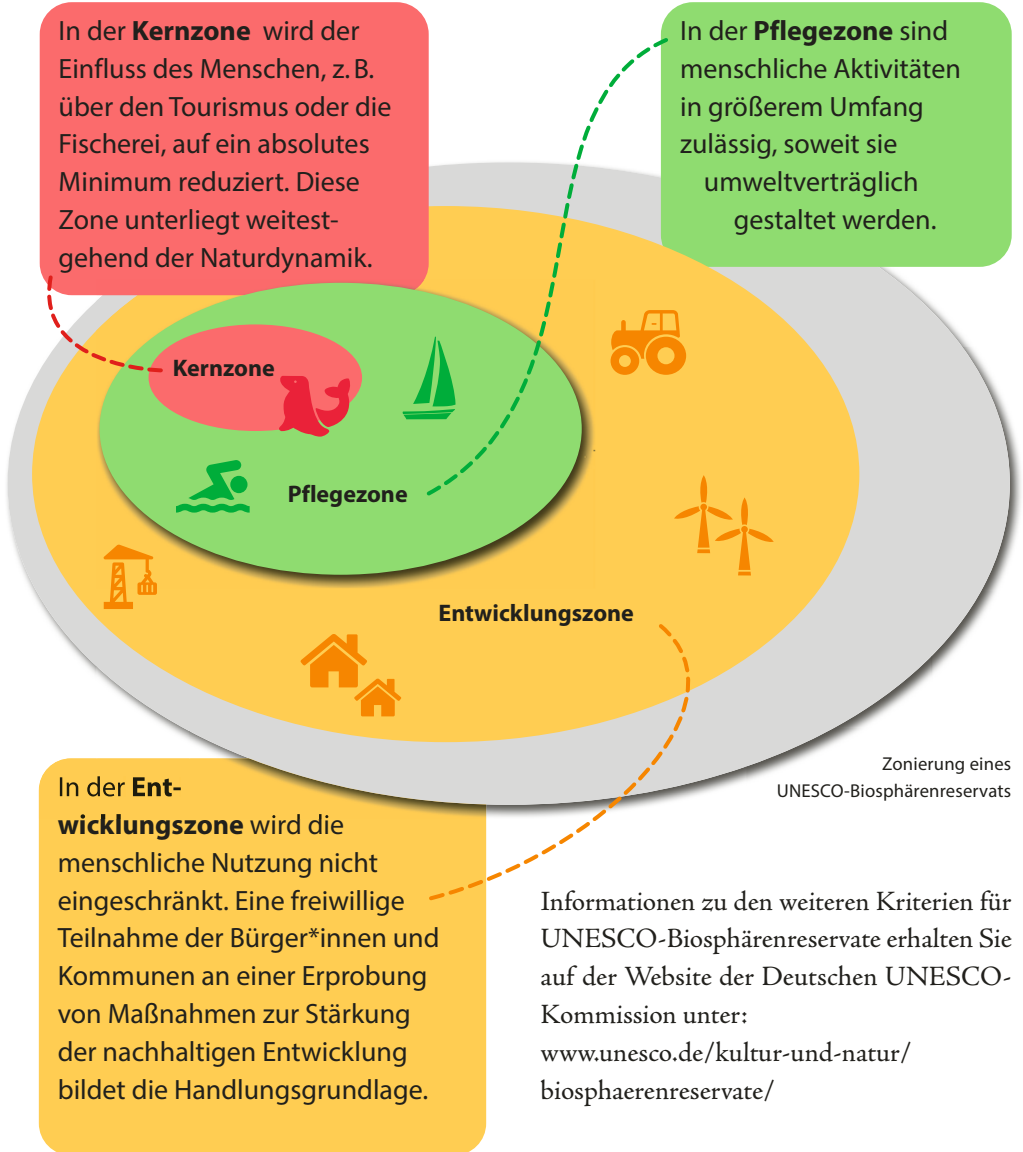 In der Kernzone wird der
Einfluss des Menschen, z. B.
über den Tourismus oder die
Fischerei, auf ein absolutes
Minimum reduziert. Diese
Zone unterliegt weitest-
gehend der Naturdynamik.
In der Pflegezone sind
menschliche Aktivitäten
in größerem Umfang
zulässig, soweit sie
umweltverträglich
gestaltet werden.
Kernzone
Pflegezone
Entwicklungszone
Zonierung eines
UNESCO-Biosphärenreservats
In der Ent-
wicklungszone wird die
menschliche Nutzung nicht
eingeschränkt. Eine freiwillige
Teilnahme der Bürger*innen und
Kommunen an einer Erprobung
von Maßnahmen zur Stärkung
der nachhaltigen Entwicklung
bildet die Handlungsgrundlage.
Informationen zu den weiteren Kriterien für
UNESCO-Biosphärenreservate erhalten Sie
auf der Website der Deutschen UNESCO-
Kommission unter:
www.unesco.de/kultur-und-natur/
biosphaerenreservate/